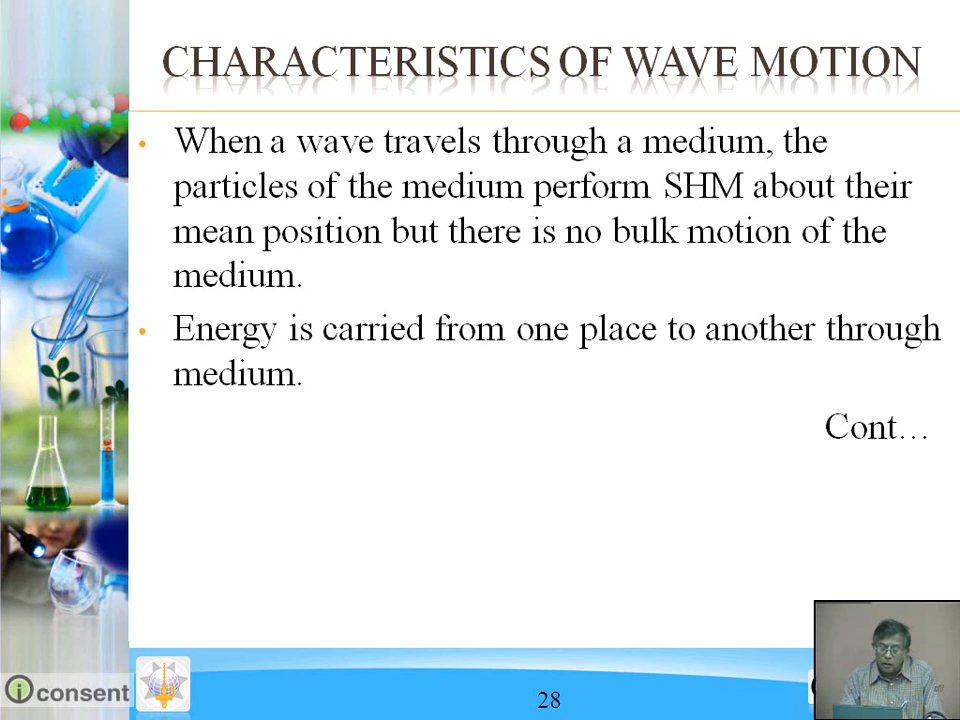 CHARACTERISTICS OF WAVE MOTION
• When a wave travels through a medium, the
particles of the medium perform SHM about their
mean position but there is no bulk motion of the
medium.
• Energy is carried from one place to another through
medium.
Cont...
iconsent
28